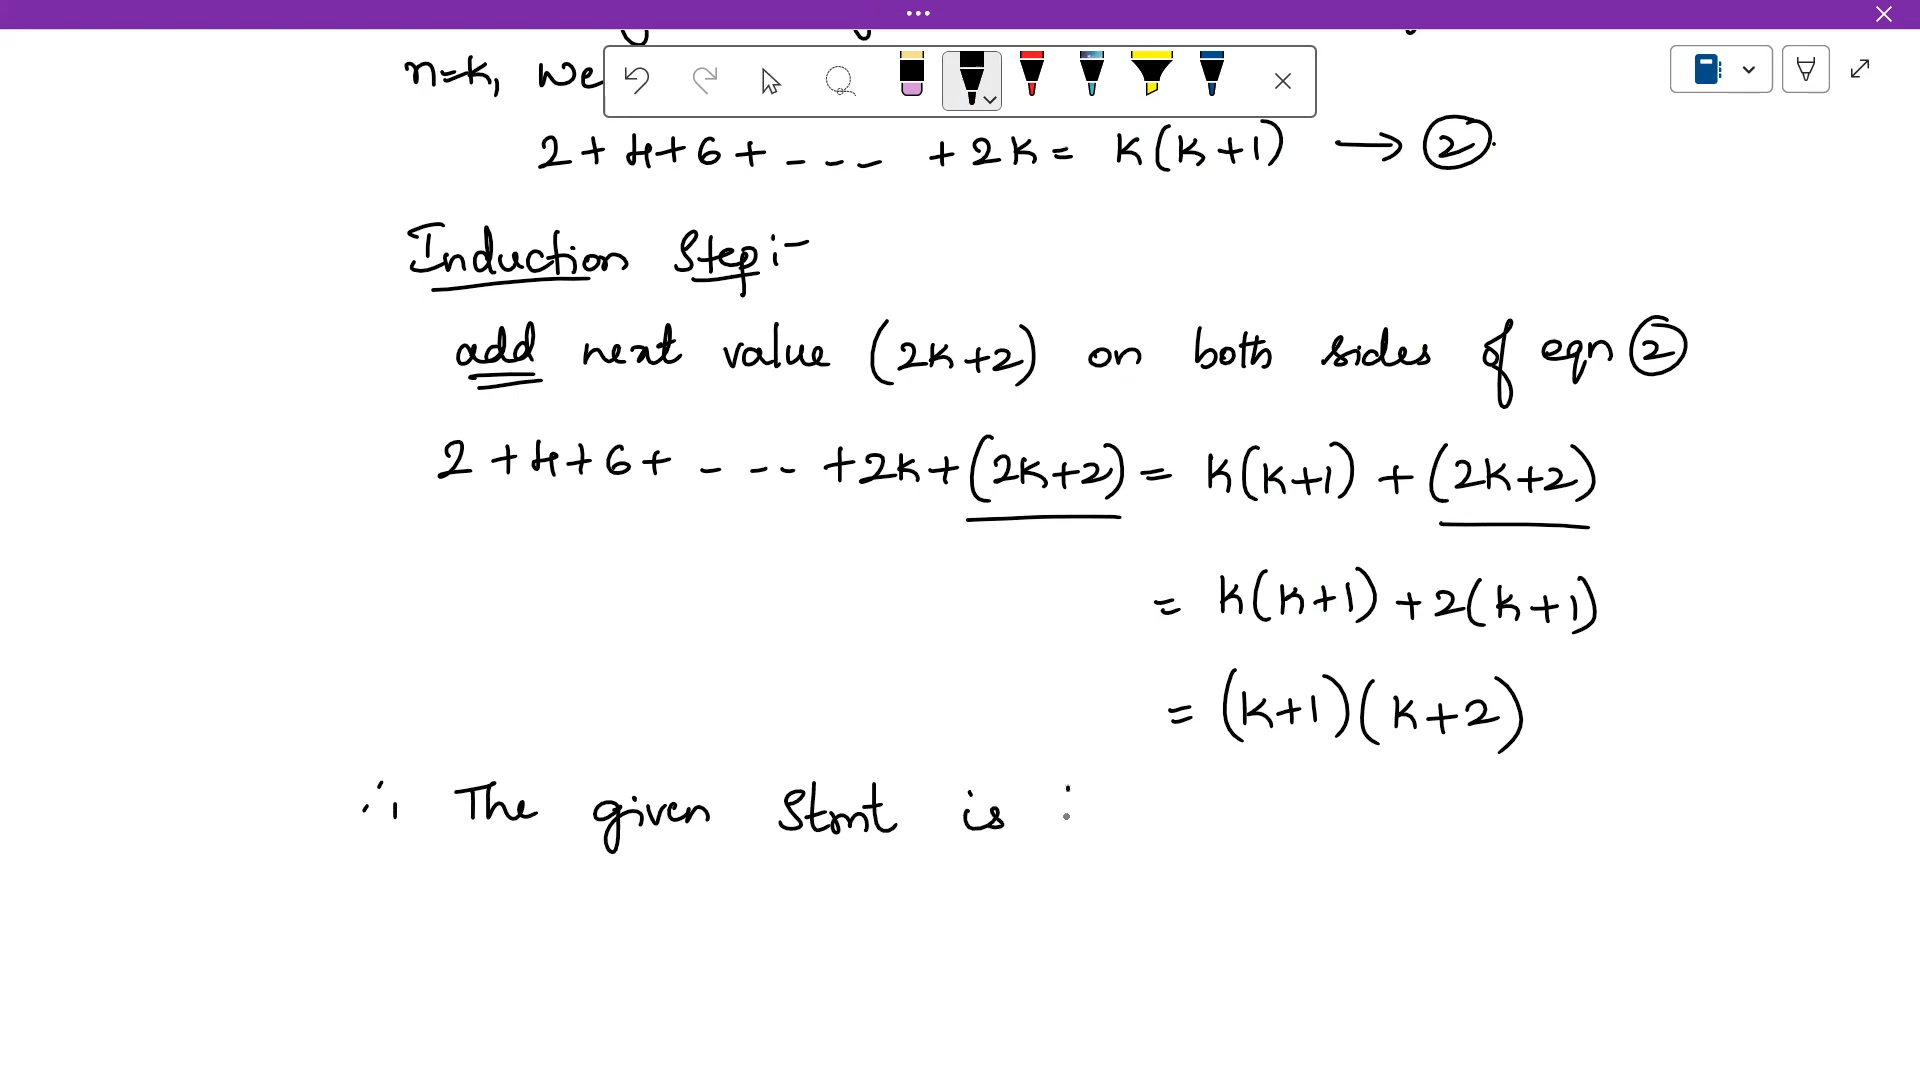 n=k, we
2+4+6+ - - - +2k= k(k+1) → ②
Induction Step:-
add next value (2k+2) on both sides of eqn ②
2+4+6+ - - - +2k+(2k+2) = k(k+1) + (2k+2)
= k(k+1) +2(k+1)
= (k+1)(k+2)
∴ The given Stmt is